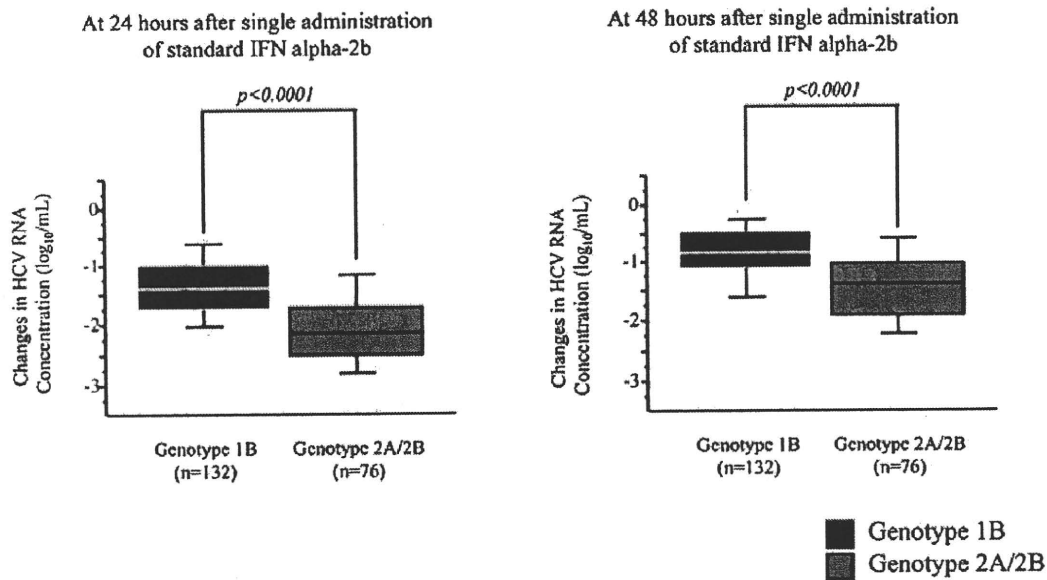 At 24 hours after single administration
of standard IFN alpha-2b
p<0.0001
Changes in HCV RNA
Concentration (log₁₀/mL)
0
-1
-2
-3
Genotype 1B
(n=132)
Genotype 2A/2B
(n=76)
At 48 hours after single administration
of standard IFN alpha-2b
p<0.0001
Changes in HCV RNA
Concentration (log₁₀/mL)
0
-1
-2
-3
Genotype 1B
(n=132)
Genotype 2A/2B
(n=76)
Genotype 1B
Genotype 2A/2B